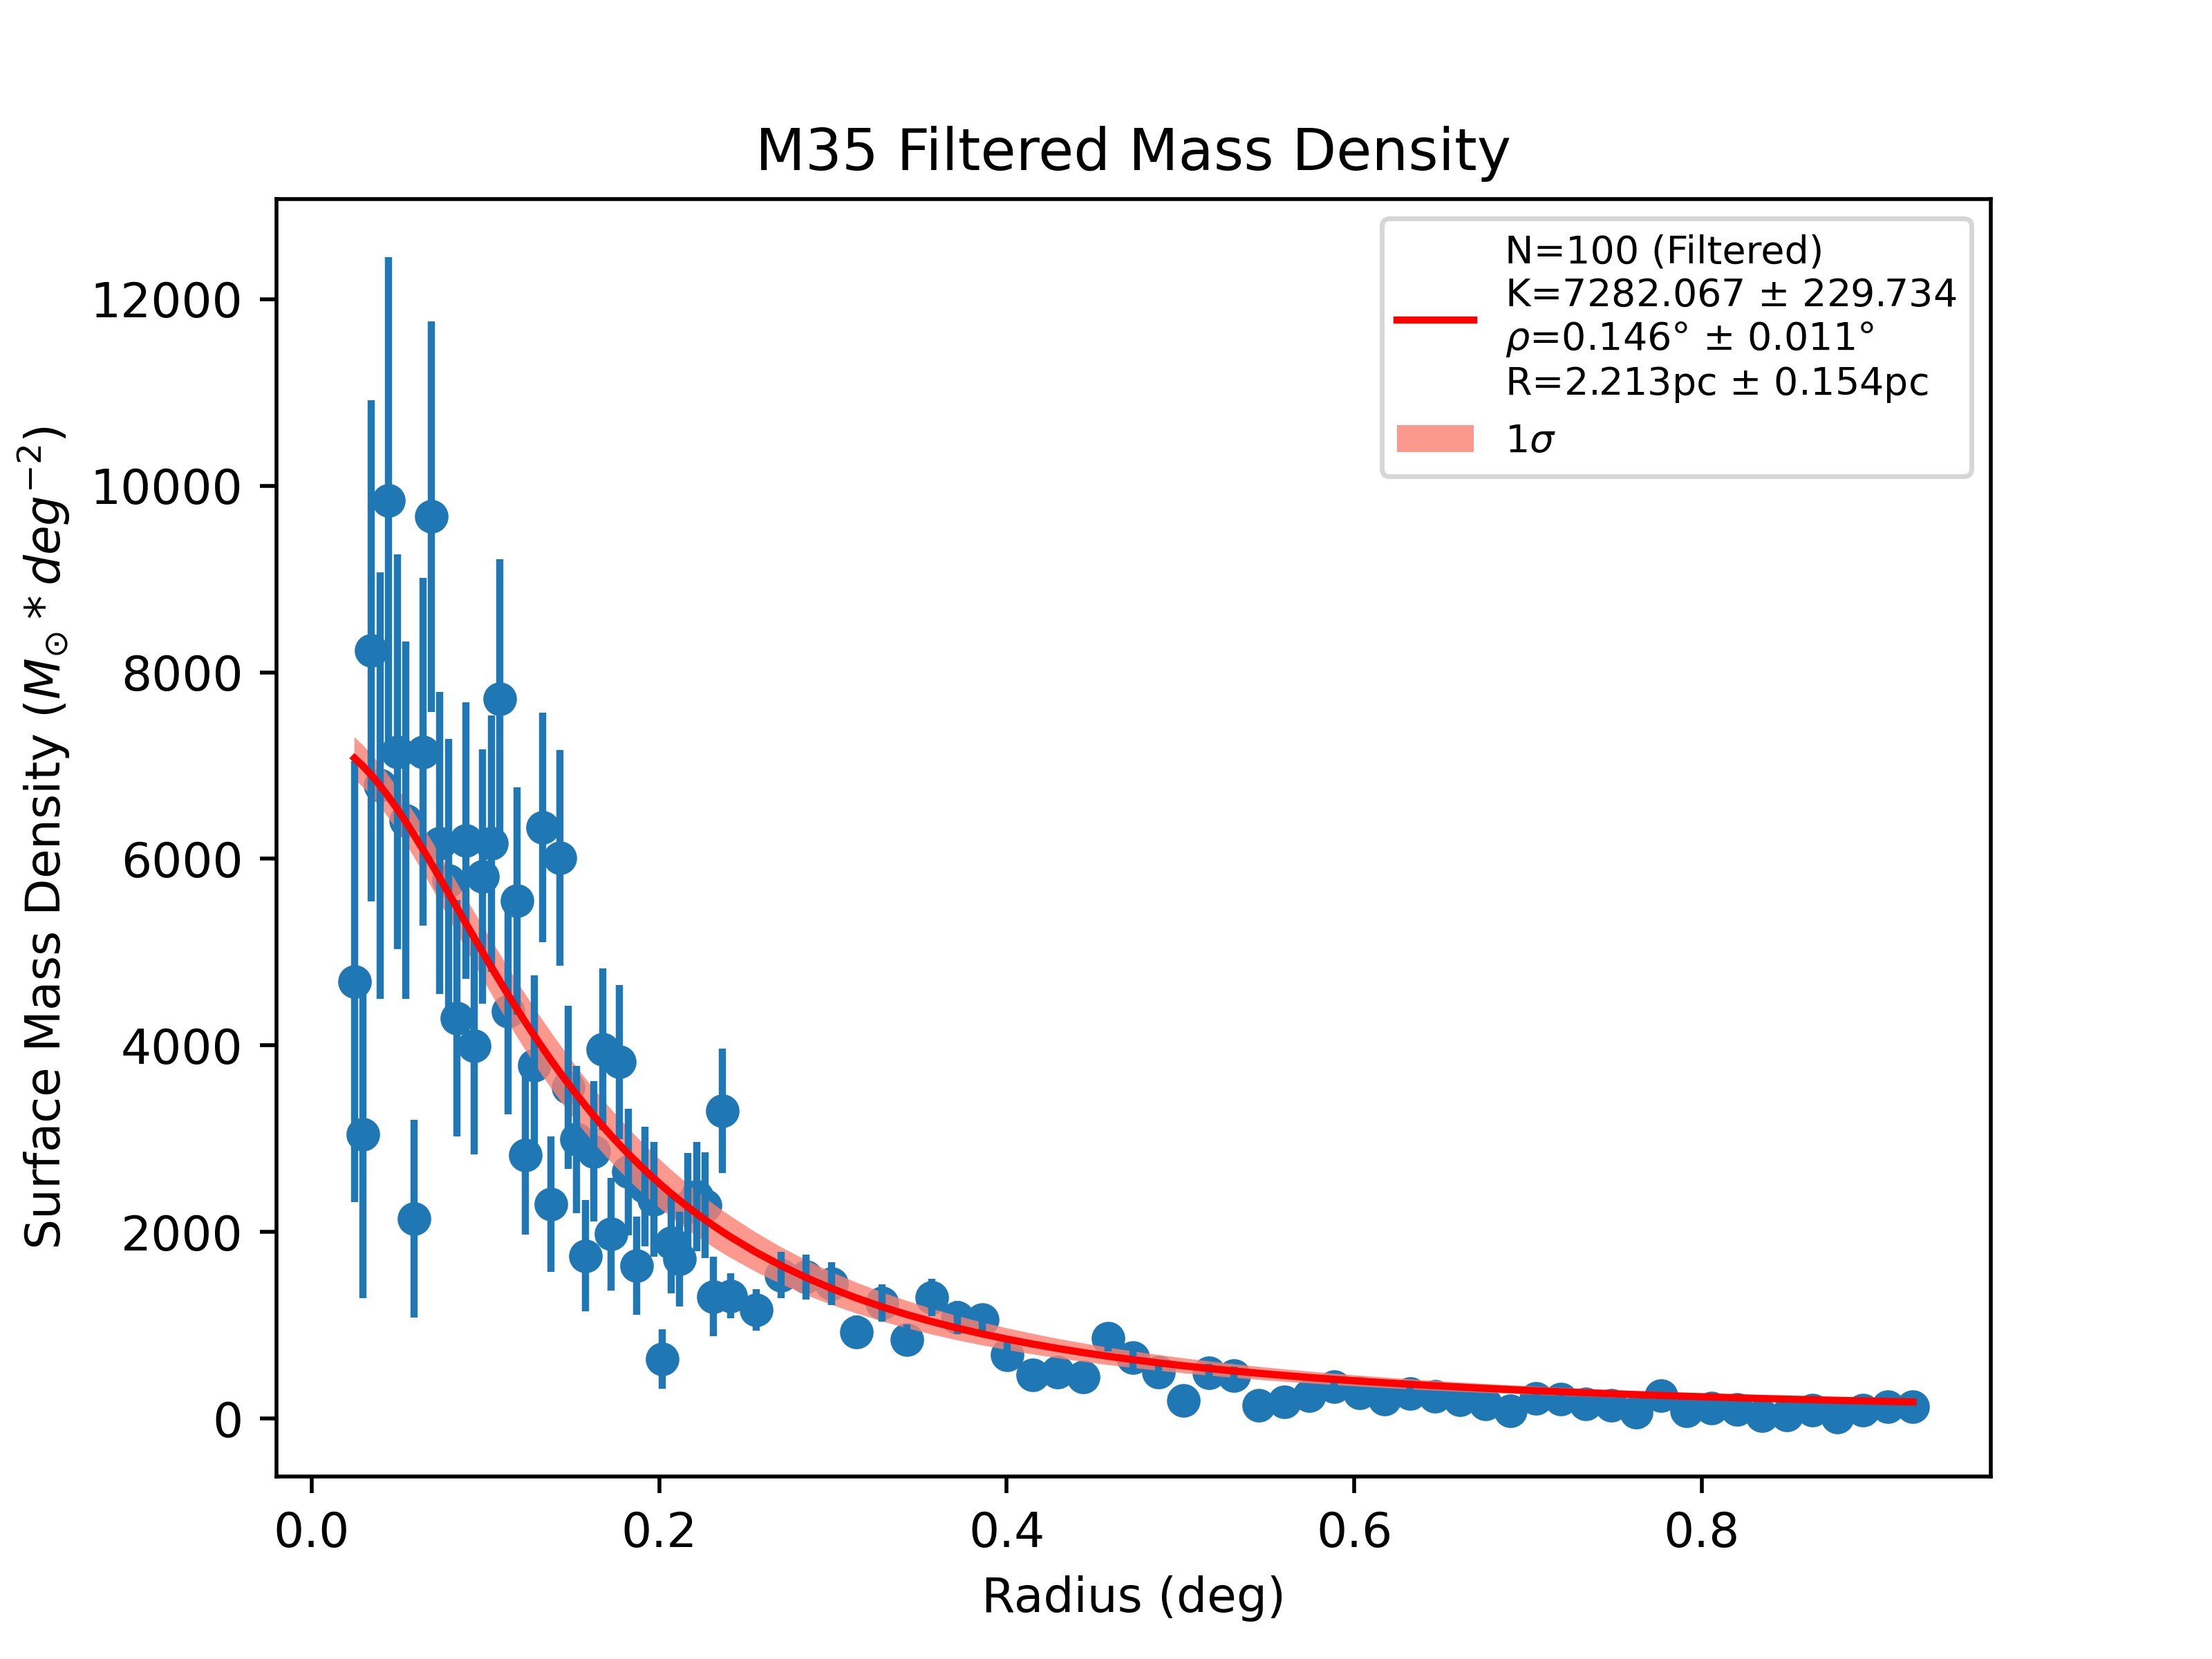 M35 Filtered Mass Density
N=100 (Filtered)
K=7282.067 ± 229.734
ρ=0.146° ± 0.011°
R=2.213pc ± 0.154pc
1σ
Surface Mass Density (M⊙ * deg⁻²)
12000
10000
8000
6000
4000
2000
0
0.0 0.2 0.4 0.6 0.8
Radius (deg)